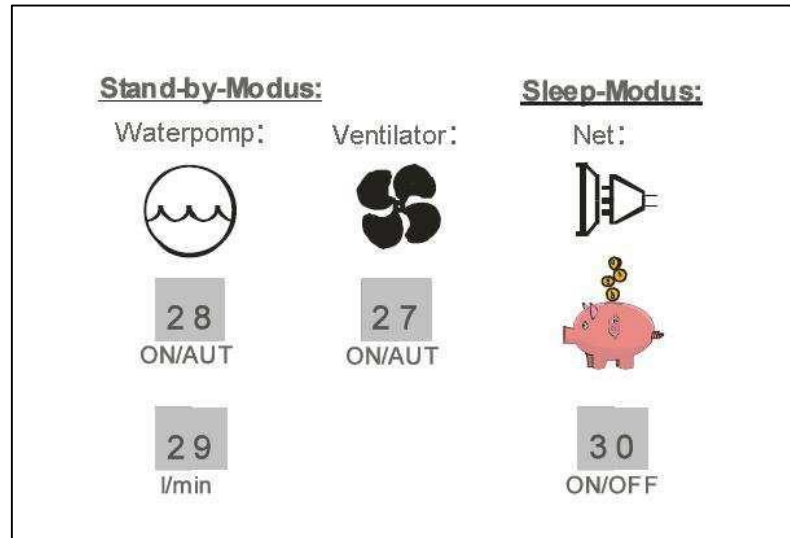 Stand-by-Modus: Sleep-Modus:
Waterpomp: Ventilator: Net:
28 27
ON/AUT ON/AUT
29 30
l/min ON/OFF